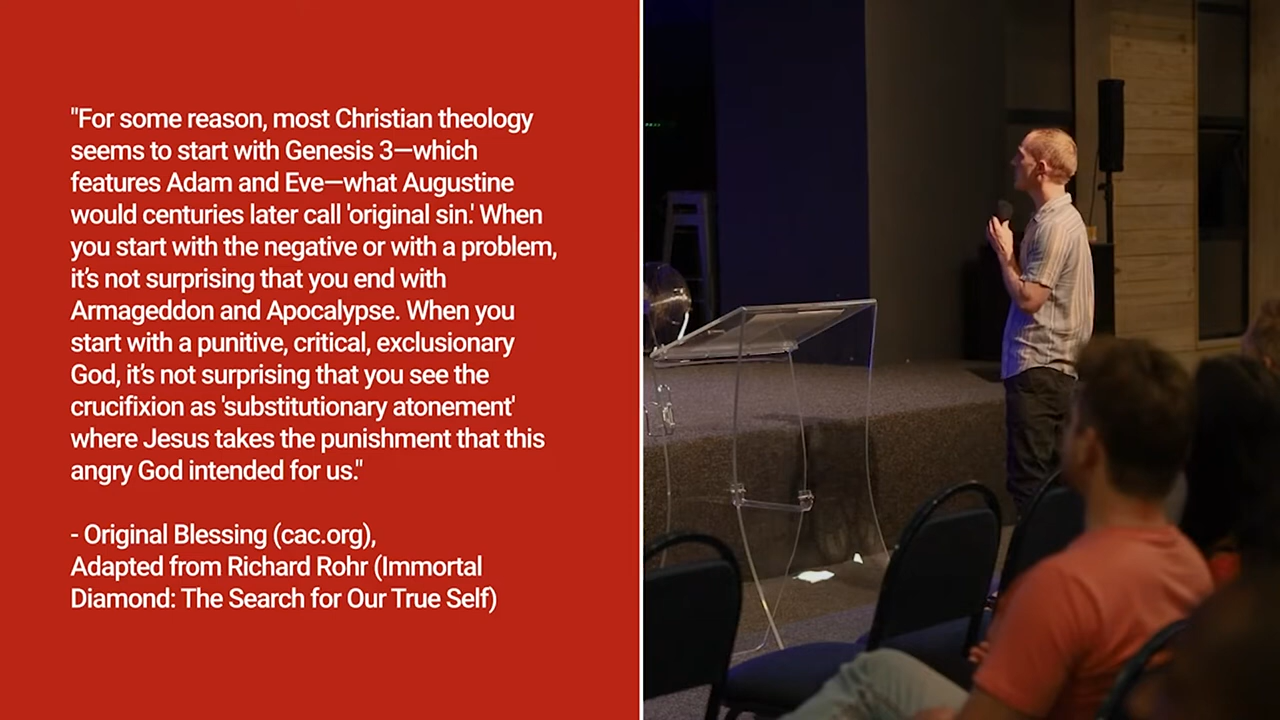 "For some reason, most Christian theology
seems to start with Genesis 3—which
features Adam and Eve—what Augustine
would centuries later call 'original sin.' When
you start with the negative or with a problem,
it's not surprising that you end with
Armageddon and Apocalypse. When you
start with a punitive, critical, exclusionary
God, it's not surprising that you see the
crucifixion as 'substitutionary atonement'
where Jesus takes the punishment that this
angry God intended for us."
- Original Blessing (cac.org),
Adapted from Richard Rohr (Immortal
Diamond: The Search for Our True Self)